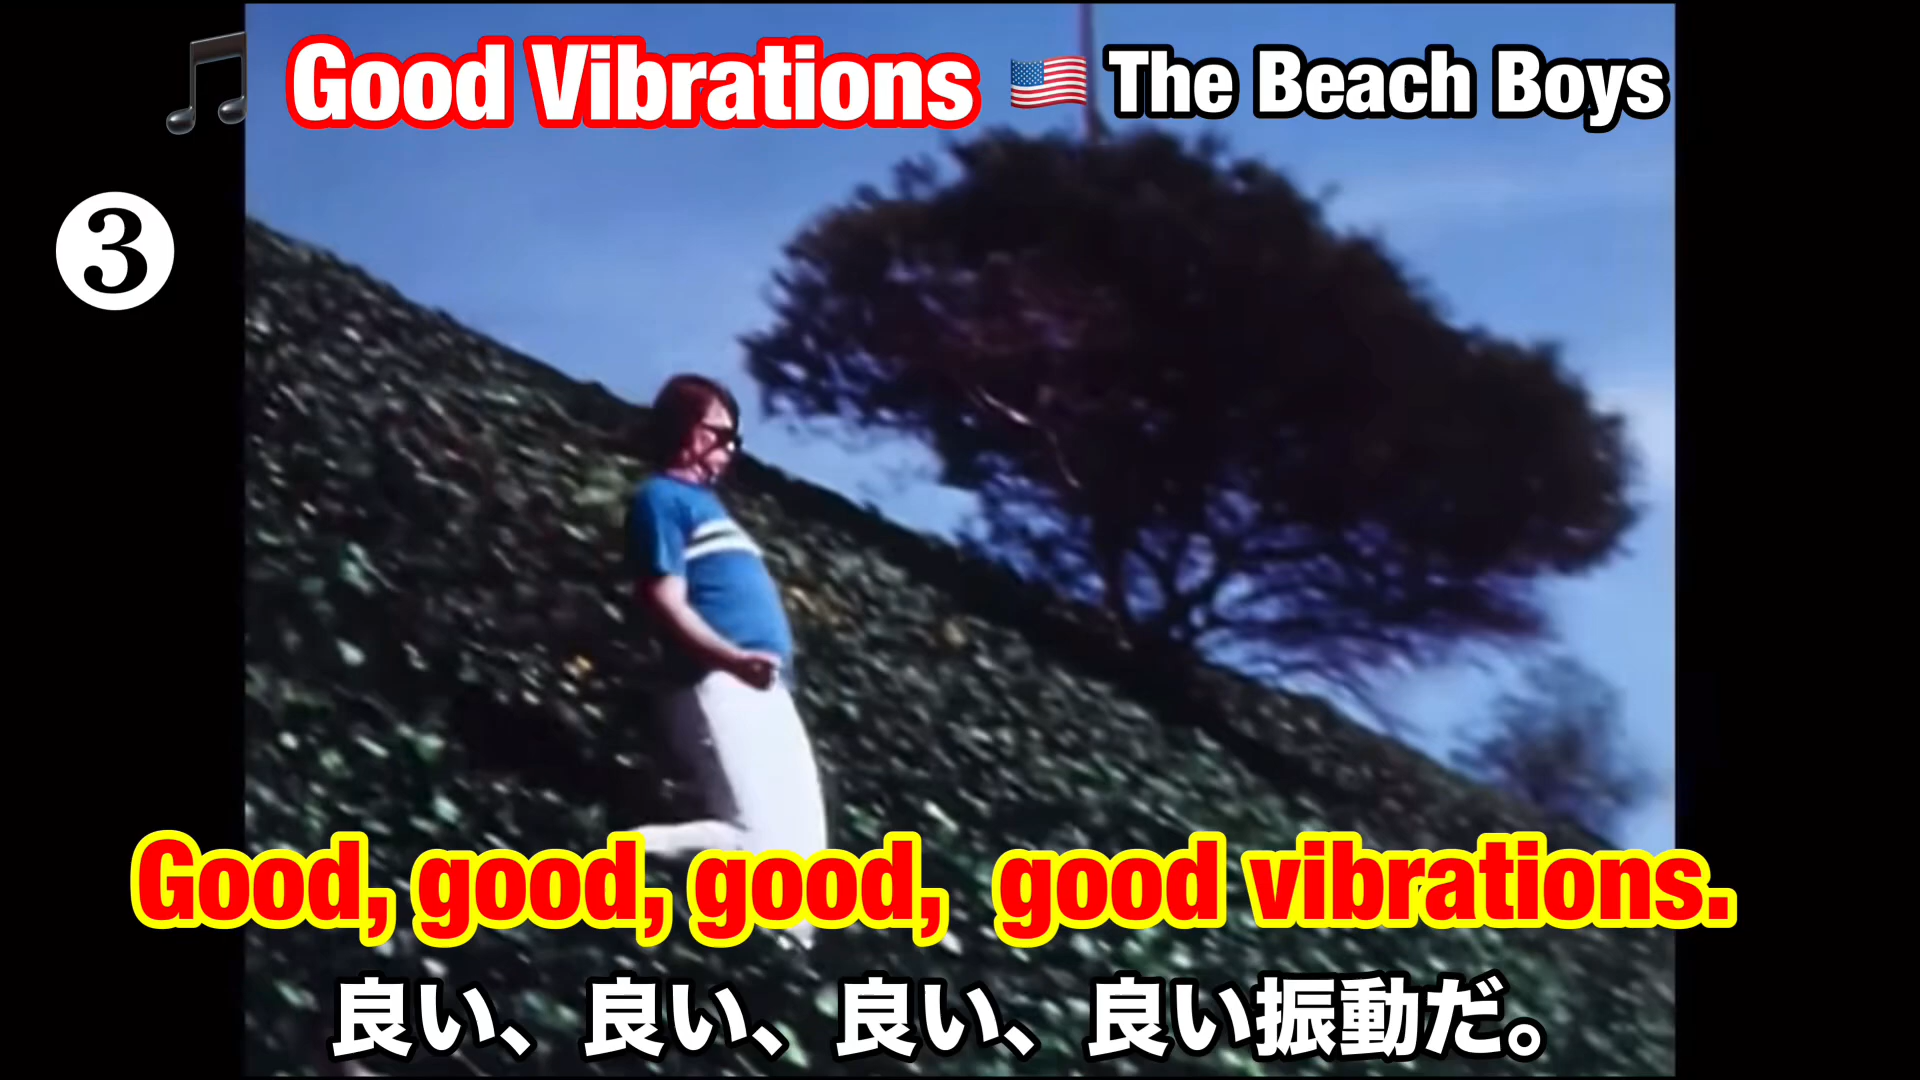 Good Vibrations The Beach Boys
3
Good, good, good, good vibrations.
良い、良い、良い、良い振動だ。